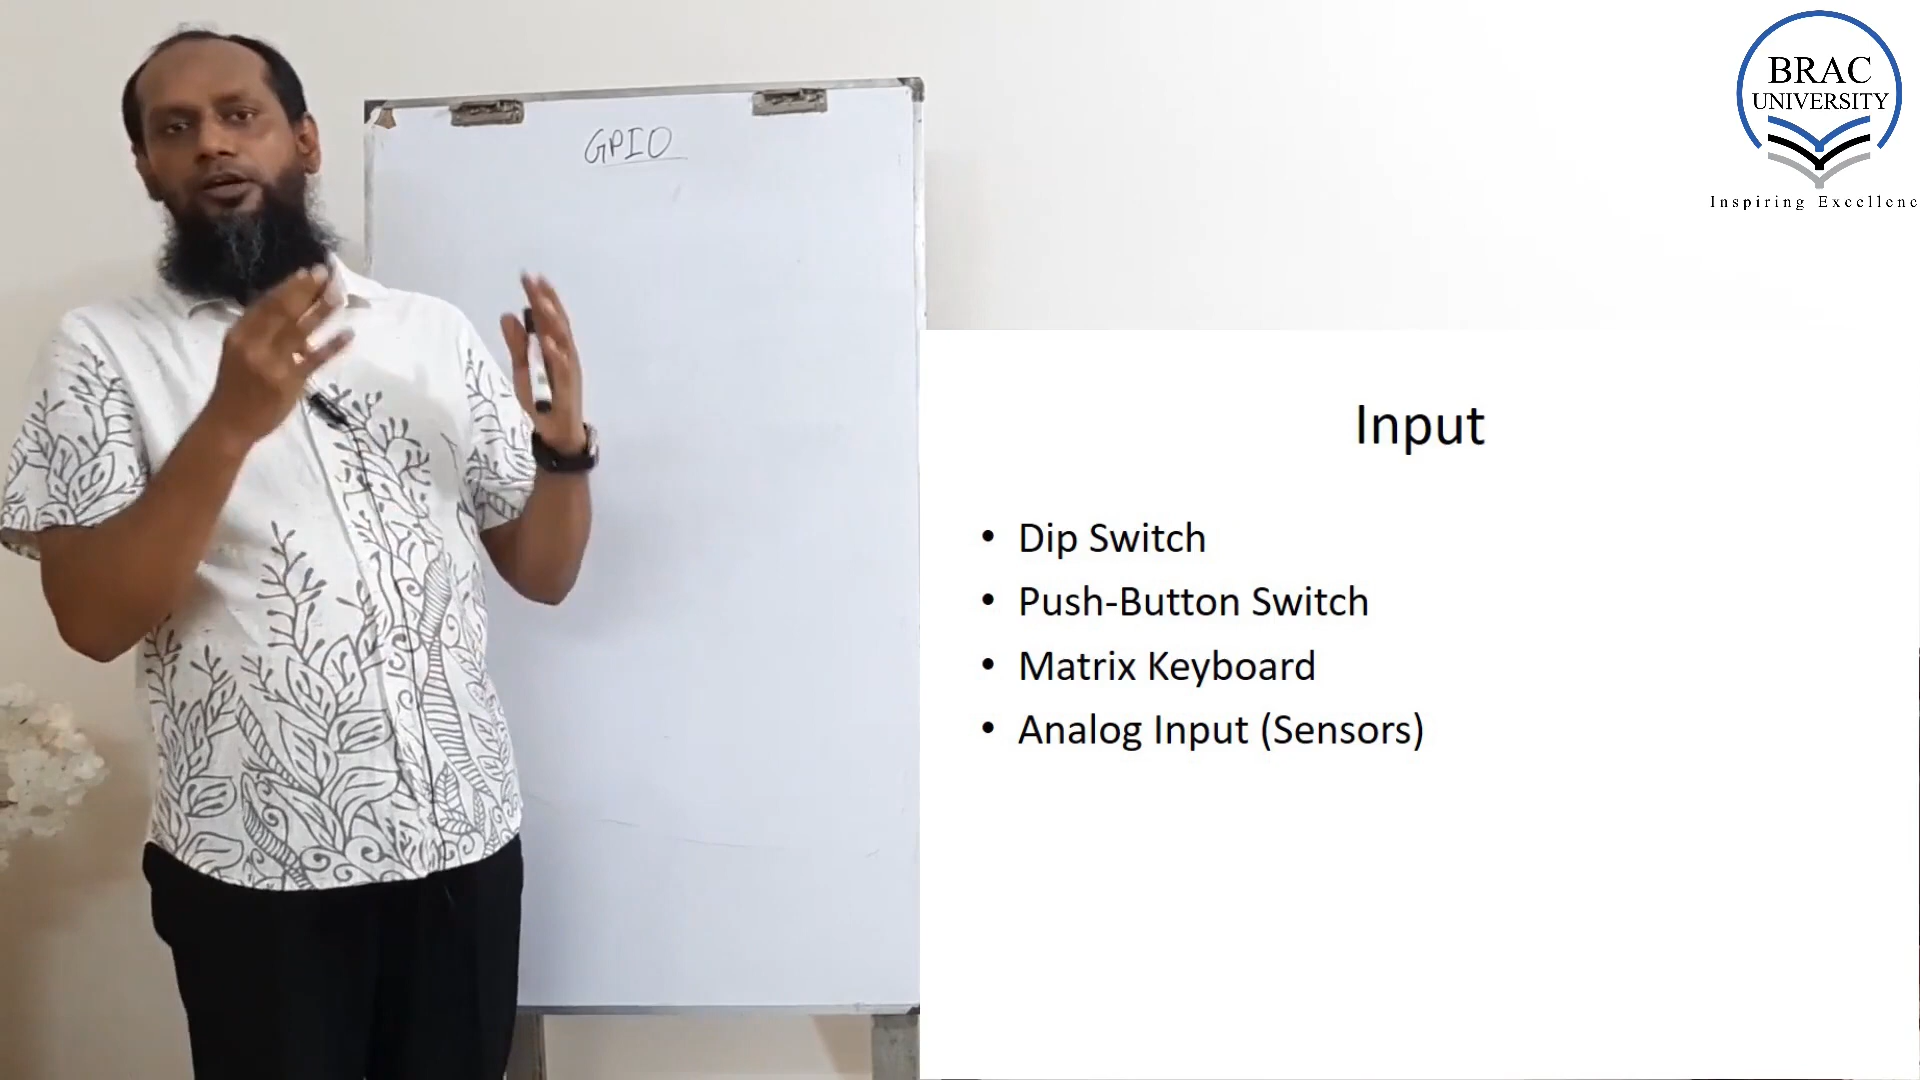 GPIO
BRAC
UNIVERSITY
Inspiring Excellenc
Input
• Dip Switch
• Push-Button Switch
• Matrix Keyboard
• Analog Input (Sensors)